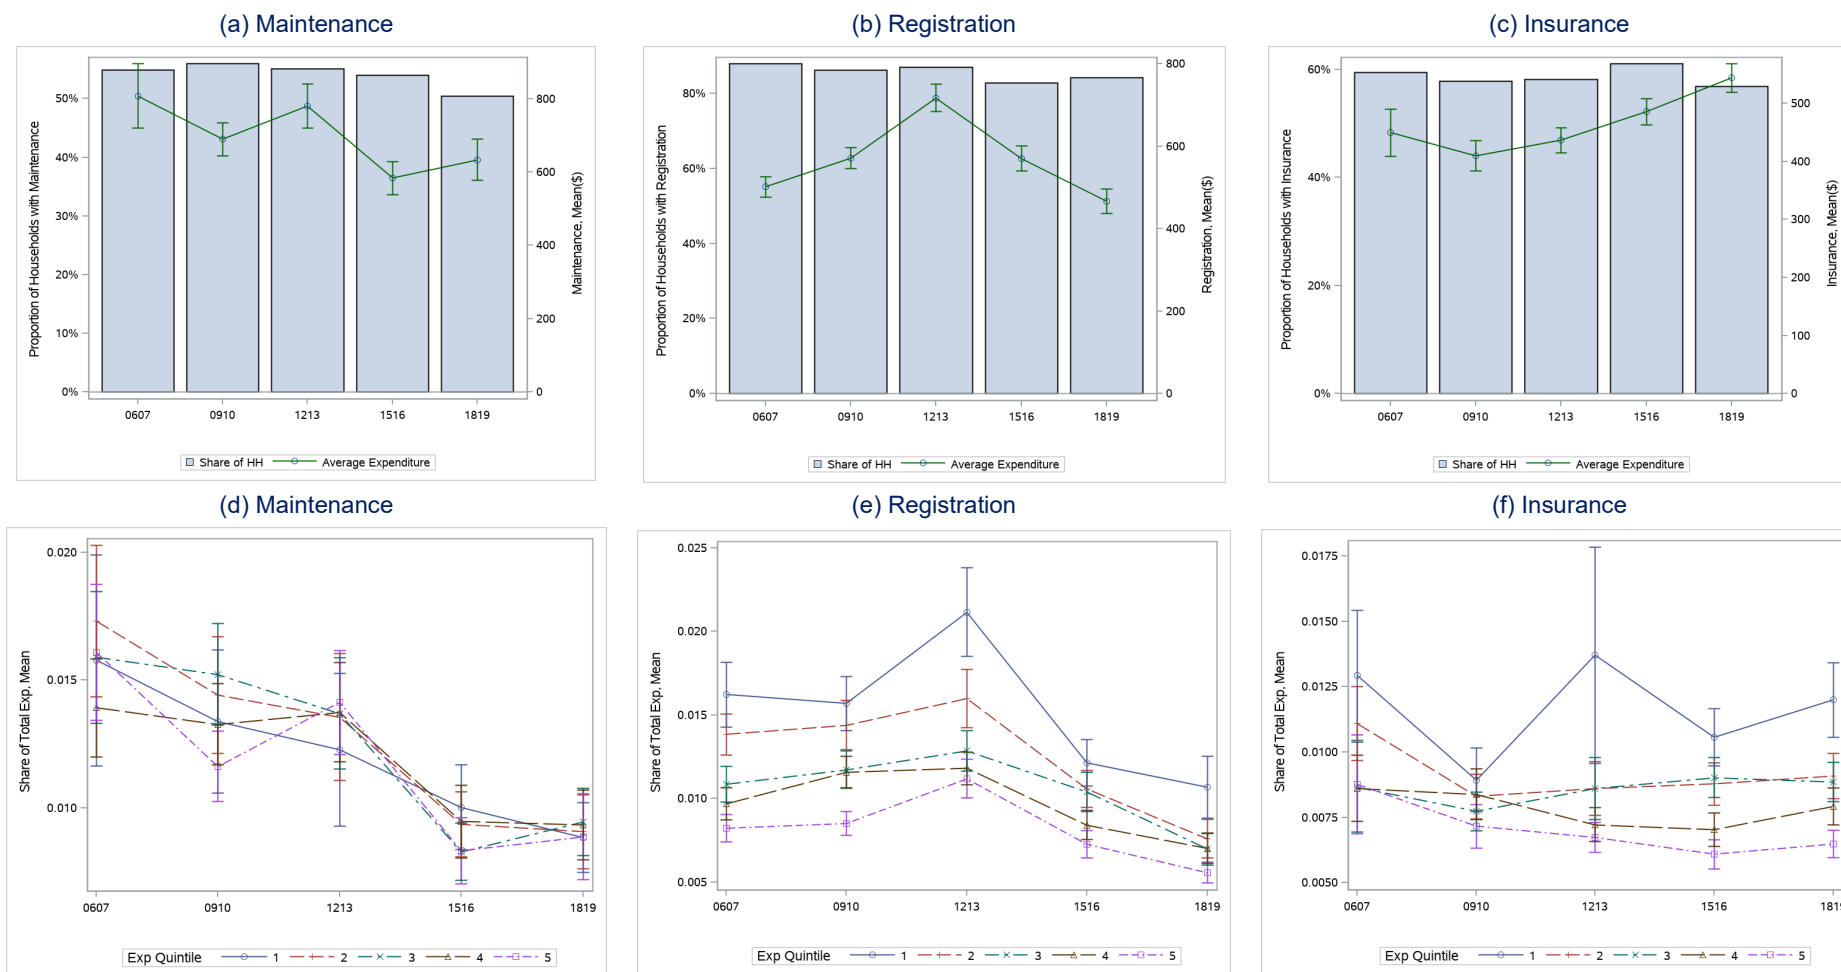 (a) Maintenance
Proportion of Households with Maintenance
50%
40%
30%
20%
10%
0%
800
600
400
200
0
Maintenance, Mean($)
0607 0910 1213 1516 1819
Share of HH Average Expenditure
(b) Registration
Proportion of Households with Registration
80%
60%
40%
20%
0%
800
600
400
200
0
Registration, Mean($)
0607 0910 1213 1516 1819
Share of HH Average Expenditure
(c) Insurance
Proportion of Households with Insurance
60%
40%
20%
0%
500
400
300
200
100
0
Insurance, Mean($)
0607 0910 1213 1516 1819
Share of HH Average Expenditure
(d) Maintenance
Share of Total Exp, Mean
0.020
0.015
0.010
0607 0910 1213 1516 1819
Exp Quintile 1 2 3 4 5
(e) Registration
Share of Total Exp, Mean
0.025
0.020
0.015
0.010
0.005
0607 0910 1213 1516 1819
Exp Quintile 1 2 3 4 5
(f) Insurance
Share of Total Exp, Mean
0.0175
0.0150
0.0125
0.0100
0.0075
0.0050
0607 0910 1213 1516
Exp Quintile 1 2 3 4 5